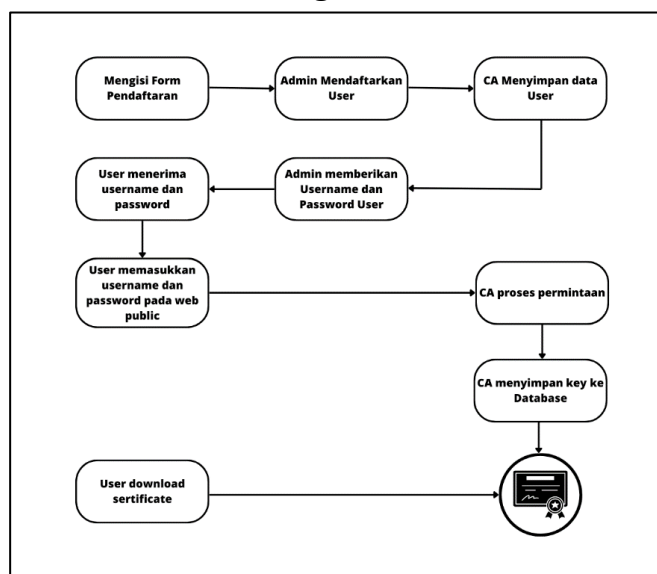 Mengisi Form
Pendaftaran
Admin Mendaftarkan
User
CA Menyimpan data
User
User menerima
username dan
password
Admin memberikan
Username dan
Password User
User memasukkan
username dan
password pada web
public
CA proses permintaan
CA menyimpan key ke
Database
User download
sertificate